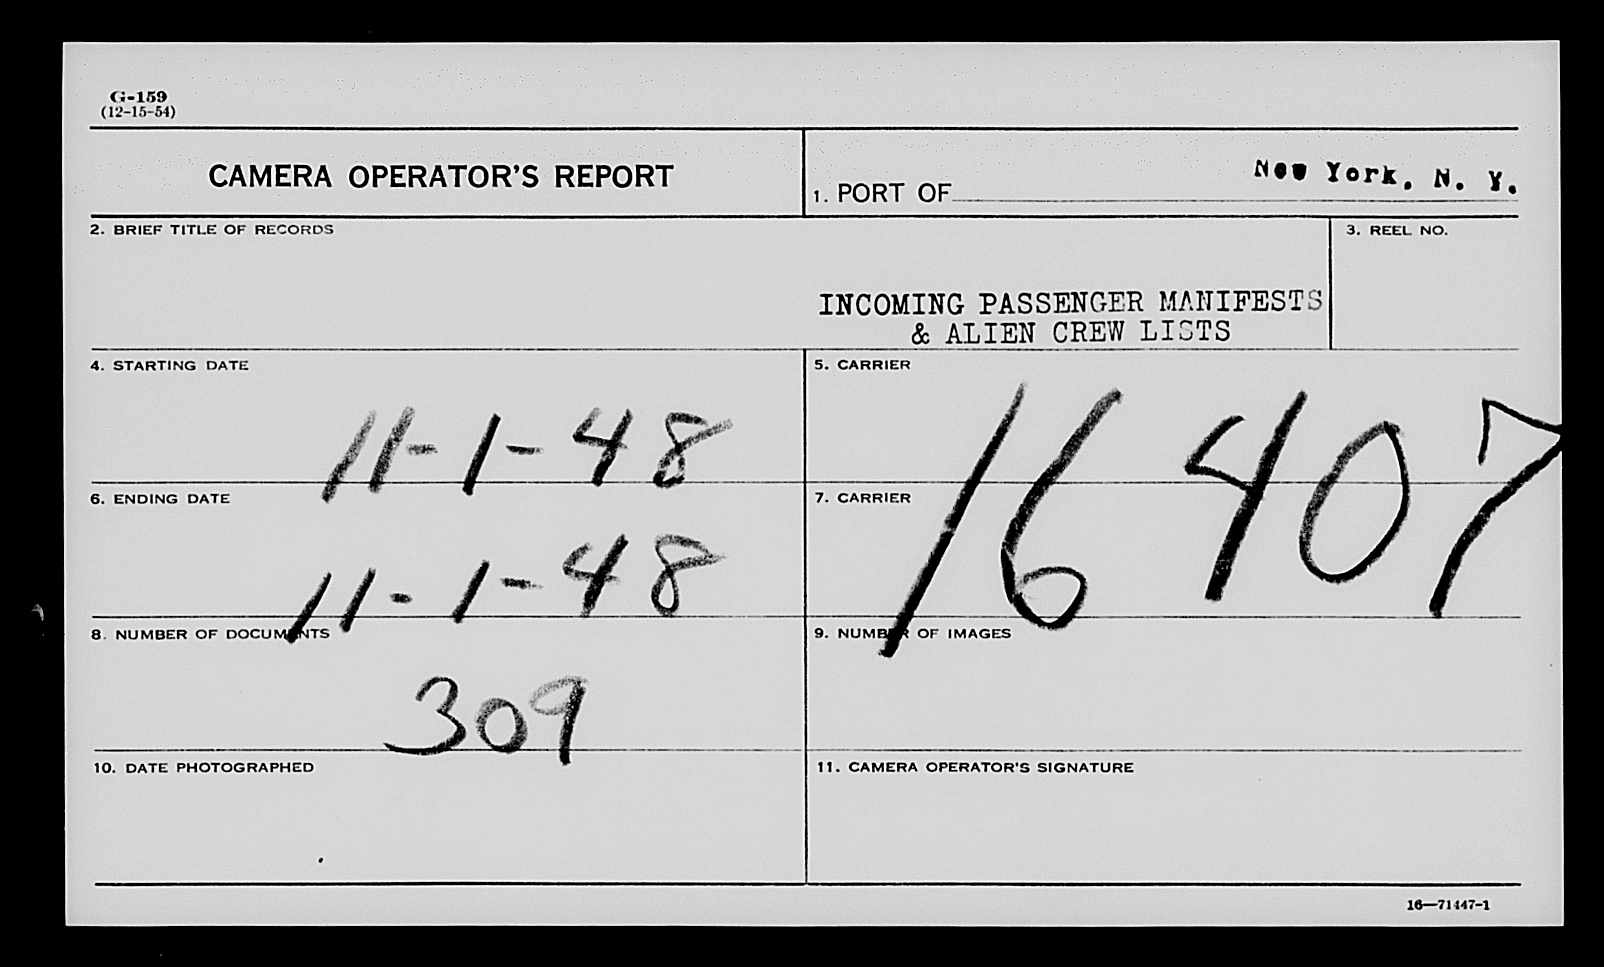 G-159
(12-15-54)
CAMERA OPERATOR'S REPORT
1. PORT OF New York, N. Y.
2. BRIEF TITLE OF RECORDS
3. REEL NO.
INCOMING PASSENGER MANIFESTS
& ALIEN CREW LISTS
4. STARTING DATE
11-1-48
5. CARRIER
16407
6. ENDING DATE
11-1-48
7. CARRIER
8. NUMBER OF DOCUMENTS
309
9. NUMBER OF IMAGES
10. DATE PHOTOGRAPHED
11. CAMERA OPERATOR'S SIGNATURE
16—71447-1